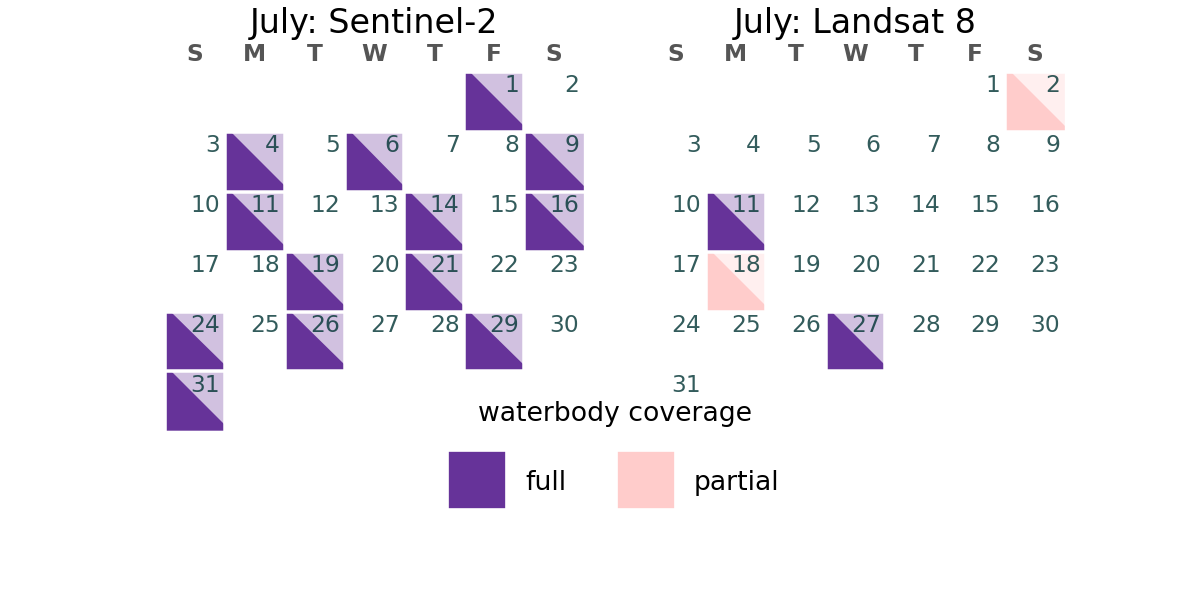 July: Sentinel-2
S M T W T F S
1 2
3 4 5 6 7 8 9
10 11 12 13 14 15 16
17 18 19 20 21 22 23
24 25 26 27 28 29 30
31
July: Landsat 8
S M T W T F S
1 2
3 4 5 6 7 8 9
10 11 12 13 14 15 16
17 18 19 20 21 22 23
24 25 26 27 28 29 30
31
waterbody coverage
full partial